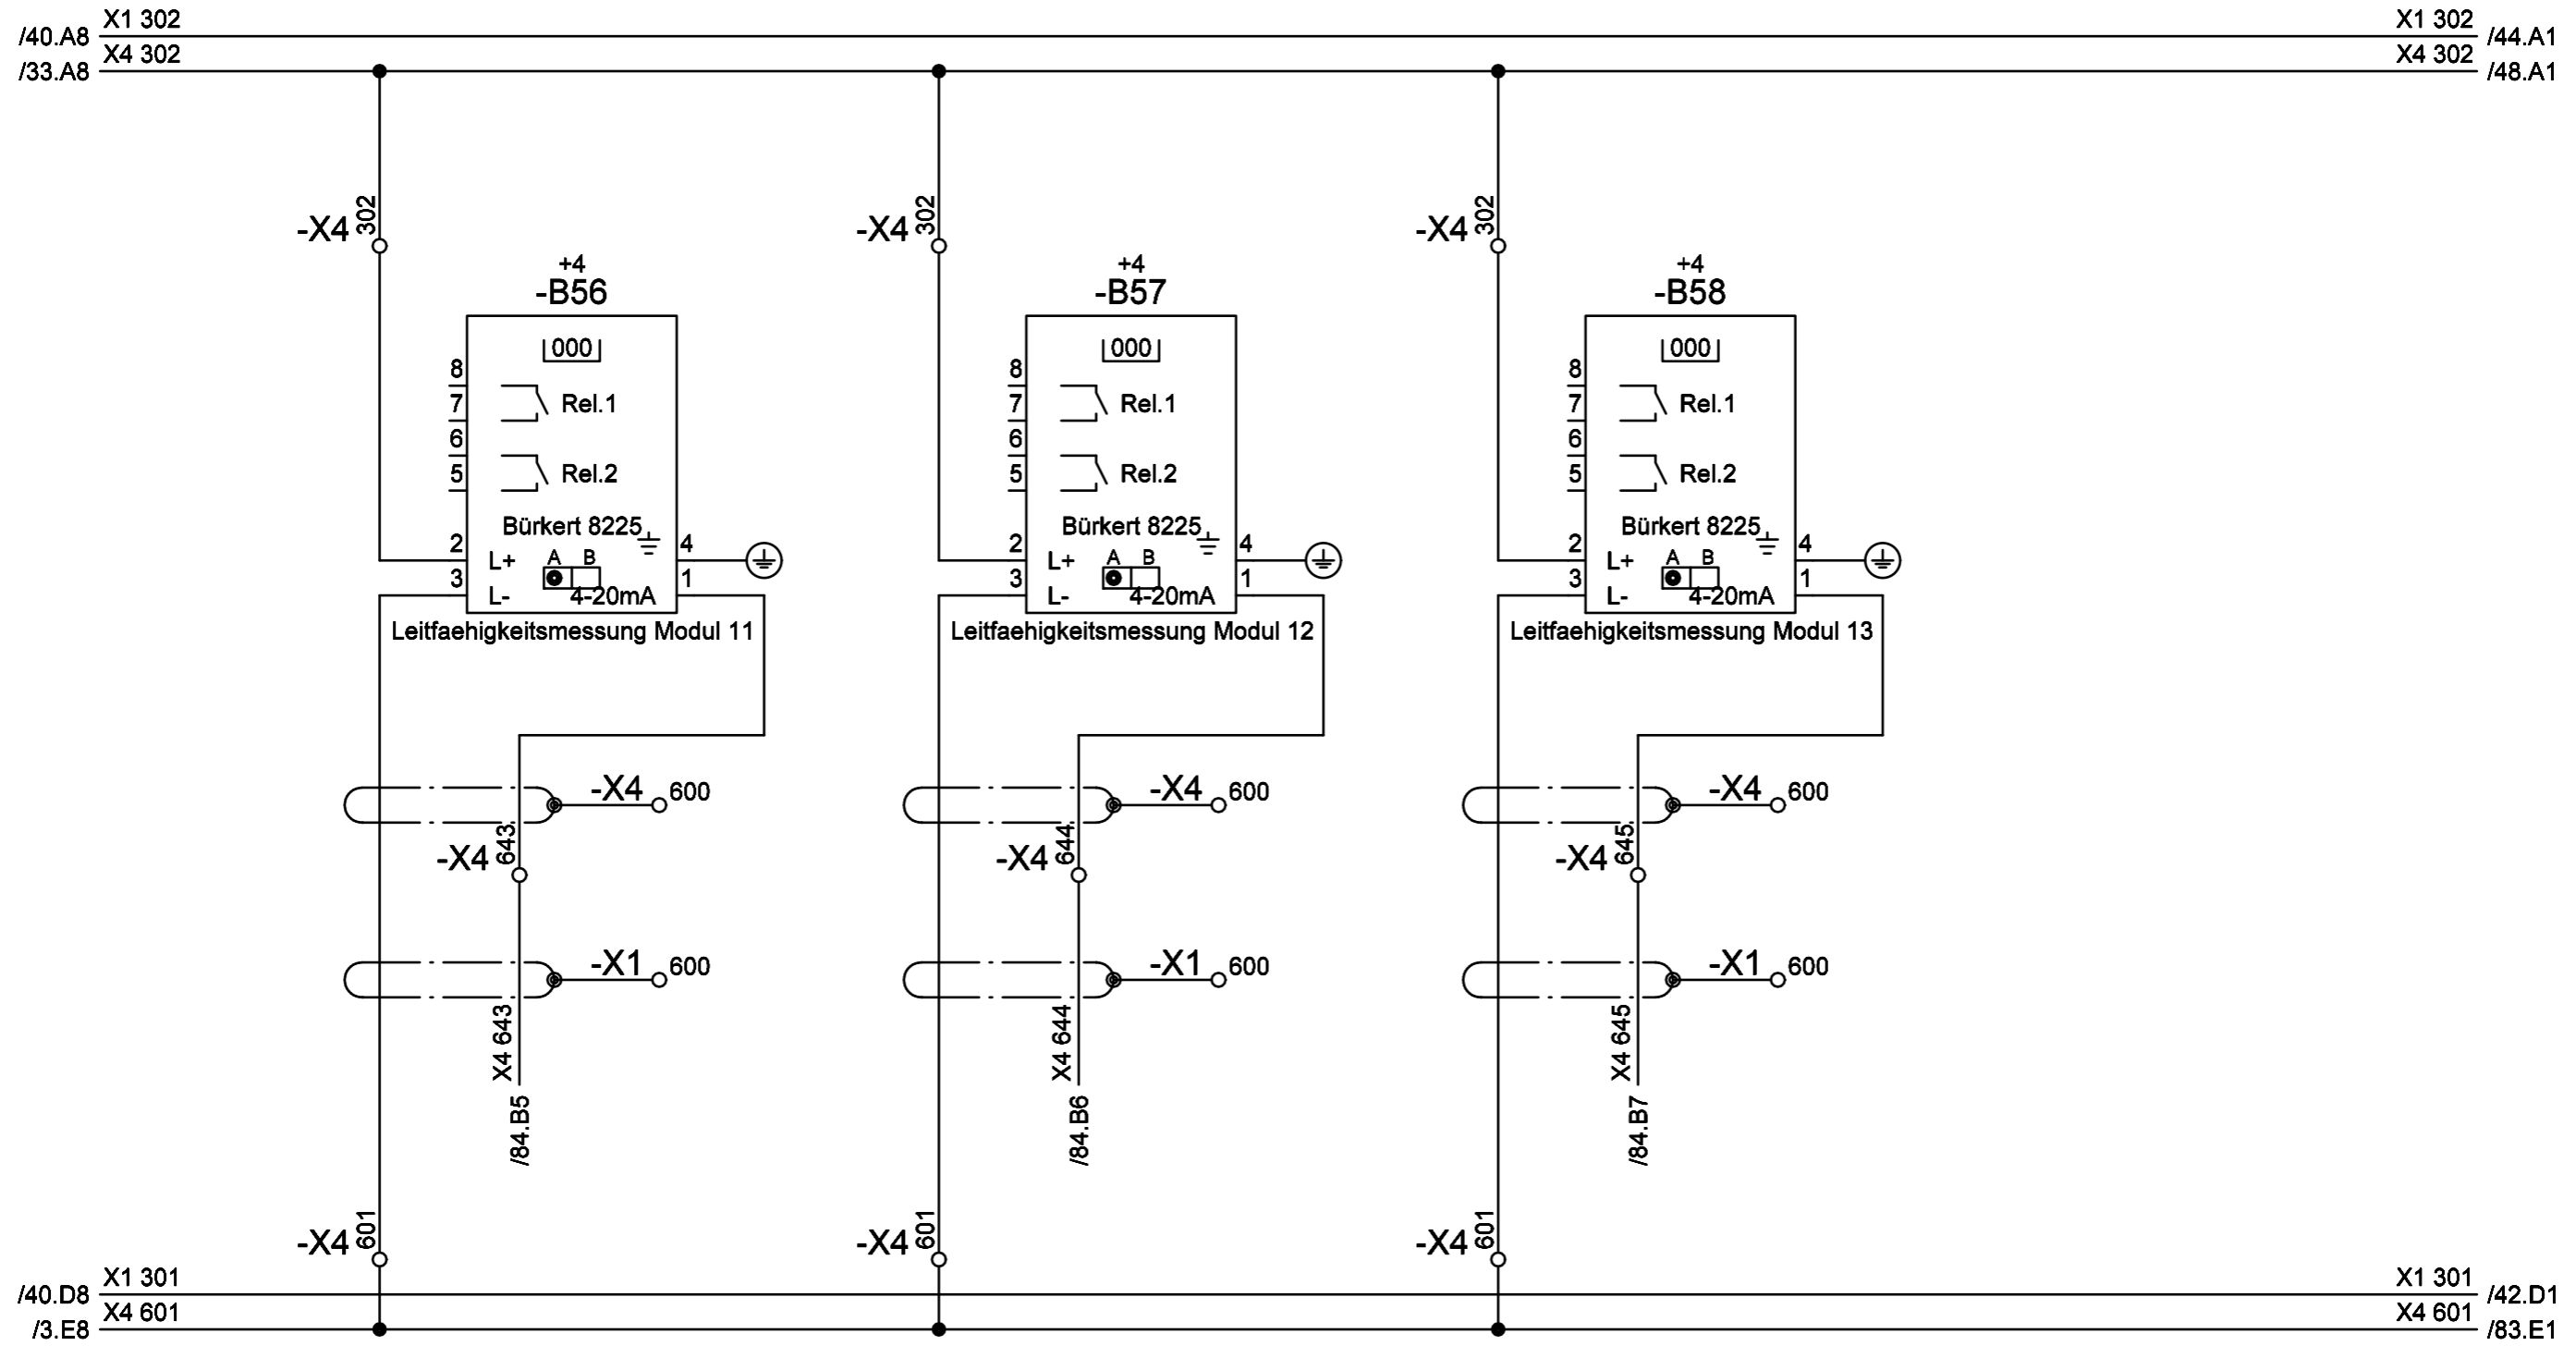 X1 302 X1 302
/40.A8 /44.A1
X4 302 X4 302
/33.A8 /48.A1
-X4 302 -X4 302 -X4 302
+4 +4 +4
-B56 -B57 -B58
000 000 000
8 8 8
7 Rel.1 7 Rel.1 7 Rel.1
6 6 6
5 Rel.2 5 Rel.2 5 Rel.2
Bürkert 8225 Bürkert 8225 Bürkert 8225
2 4 2 4 2 4
L+ A B L+ A B L+ A B
3 1 3 1 3 1
L- 4-20mA L- 4-20mA L- 4-20mA
Leitfaehigkeitsmessung Modul 11 Leitfaehigkeitsmessung Modul 12 Leitfaehigkeitsmessung Modul 13
-X4 600 -X4 600 -X4 600
-X4 643 -X4 644 -X4 645
-X1 600 -X1 600 -X1 600
X4 643 X4 644 X4 645
/84.B5 /84.B6 /84.B7
-X4 601 -X4 601 -X4 601
X1 301 X1 301
/40.D8 /42.D1
X4 601 X4 601
/3.E8 /83.E1